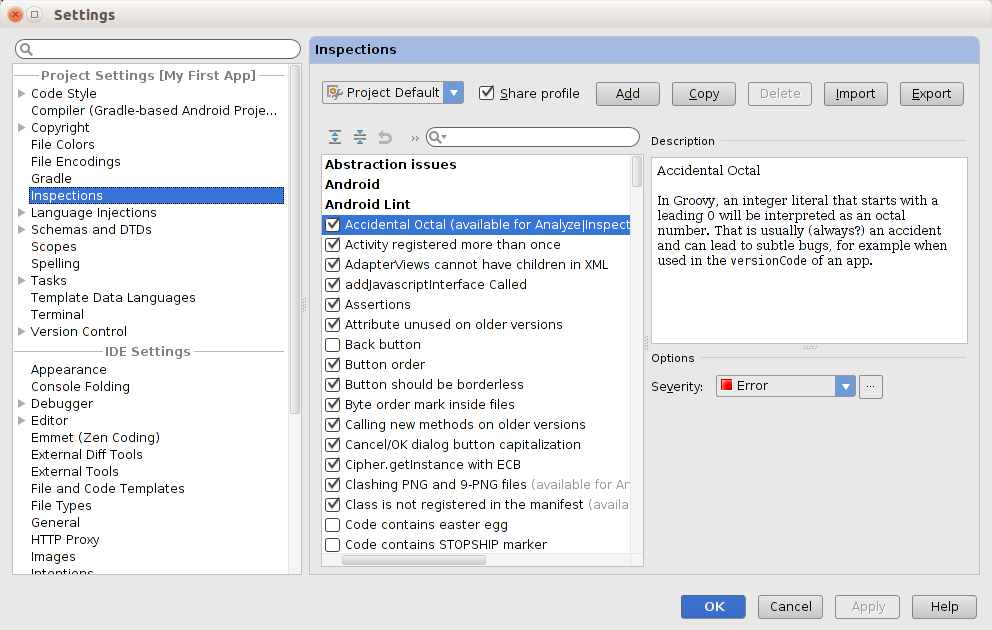 Settings
Project Settings [My First App]
Code Style
Compiler (Gradle-based Android Proje...
Copyright
File Colors
File Encodings
Gradle
Inspections
Language Injections
Schemas and DTDs
Scopes
Spelling
Tasks
Template Data Languages
Terminal
Version Control
IDE Settings
Appearance
Console Folding
Debugger
Editor
Emmet (Zen Coding)
External Diff Tools
External Tools
File and Code Templates
File Types
General
HTTP Proxy
Images
Intentions
Inspections
Project Default
Share profile
Add
Copy
Delete
Import
Export
Abstraction issues
Android
Android Lint
Accidental Octal (available for Analyze|Inspect
Activity registered more than once
AdapterViews cannot have children in XML
addJavascriptInterface Called
Assertions
Attribute unused on older versions
Back button
Button order
Button should be borderless
Byte order mark inside files
Calling new methods on older versions
Cancel/OK dialog button capitalization
Cipher.getInstance with ECB
Clashing PNG and 9-PNG files (available for An
Class is not registered in the manifest (availa
Code contains easter egg
Code contains STOPSHIP marker
Description
Accidental Octal
In Groovy, an integer literal that starts with a
leading 0 will be interpreted as an octal
number. That is usually (always?) an accident
and can lead to subtle bugs, for example when
used in the versionCode of an app.
Options
Severity:
Error
...
OK
Cancel
Apply
Help